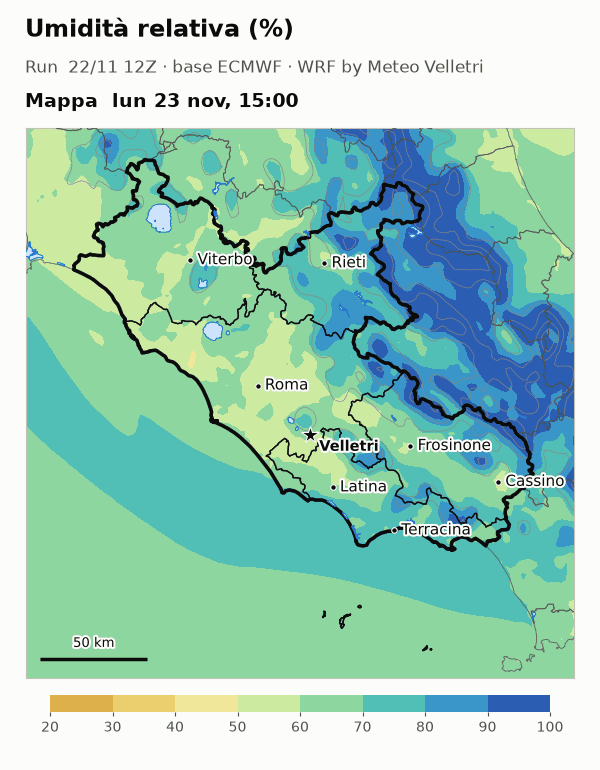 Umidità relativa (%)
Run  22/11 12Z · base ECMWF · WRF by Meteo Velletri
Mappa  lun 23 nov, 15:00
Viterbo
Rieti
Roma
Velletri
Frosinone
Latina
Cassino
Terracina
50 km
20 30 40 50 60 70 80 90 100